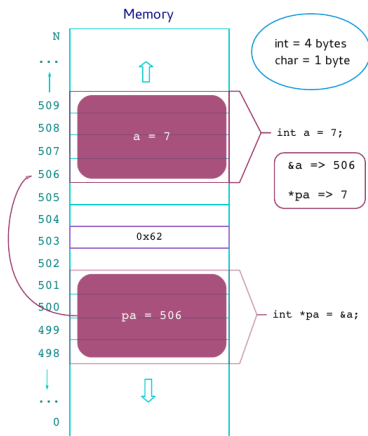 Memory
N
...
509
508
507
506
505
504
503
502
501
500
499
498
...
0
a = 7
0x62
pa = 506
int = 4 bytes
char = 1 byte
int a = 7;
&a => 506
*pa => 7
int *pa = &a;